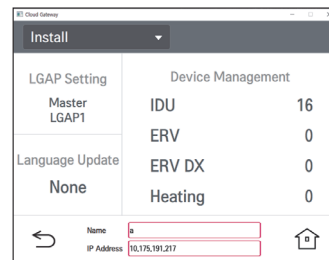 Cloud Gateway
Install
LGAP Setting
Master
LGAP1
Language Update
None
Device Management
IDU 16
ERV 0
ERV DX 0
Heating 0
Name a
IP Address 10,175,191,217